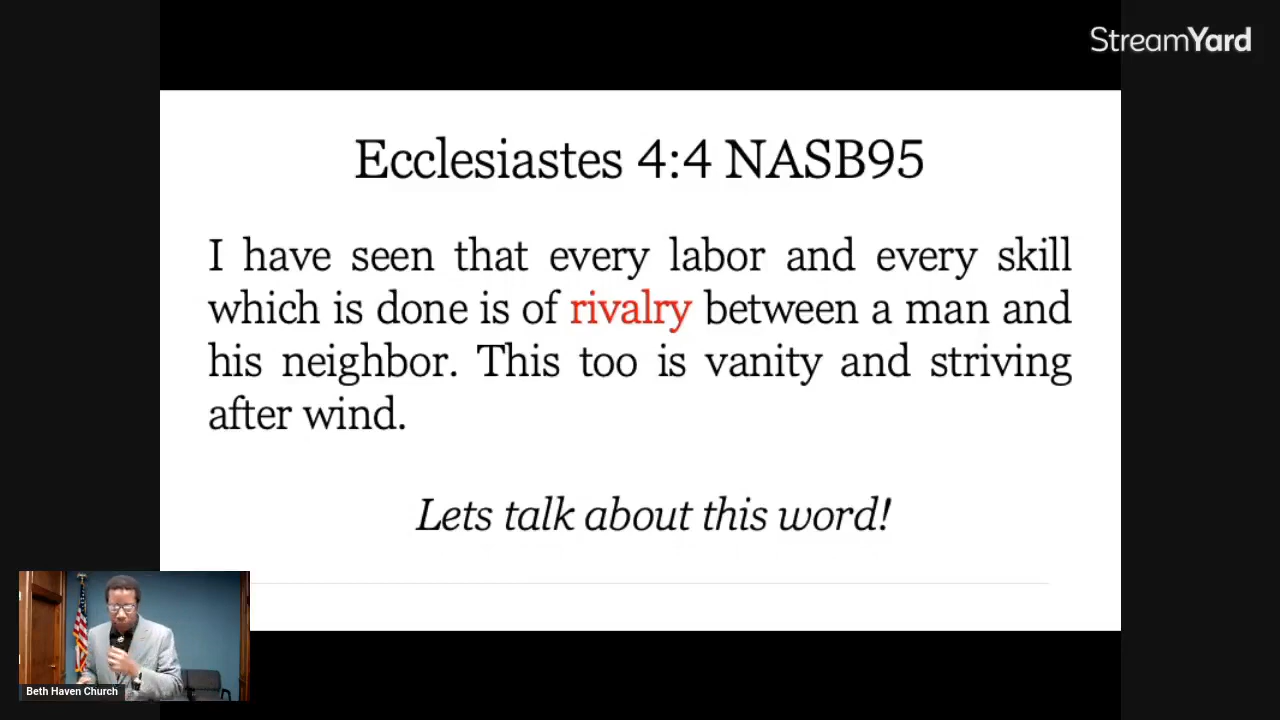 StreamYard
Ecclesiastes 4:4 NASB95
I have seen that every labor and every skill
which is done is of rivalry between a man and
his neighbor. This too is vanity and striving
after wind.
Lets talk about this word!
Beth Haven Church